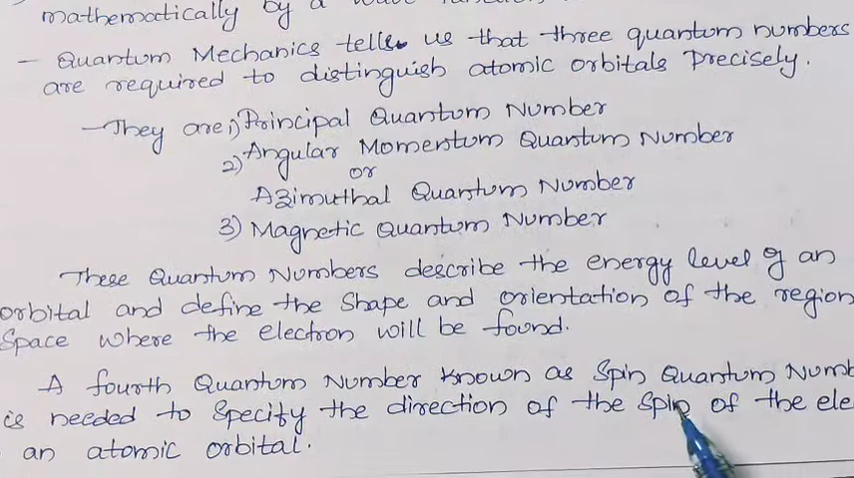 mathematically by a wave
- Quantum Mechanics tells us that three quantum numbers
are required to distinguish atomic orbitals Precisely.
- They are 1) Principal Quantum Number
2) Angular Momentum Quantum Number
or
Azimuthal Quantum Number
3) Magnetic Quantum Number
These Quantum Numbers describe the energy level of an
orbital and define the Shape and orientation of the region
Space where the electron will be found.
A fourth Quantum Number known as Spin Quantum Numb
is needed to Specify the direction of the Spin of the ele
an atomic orbital.